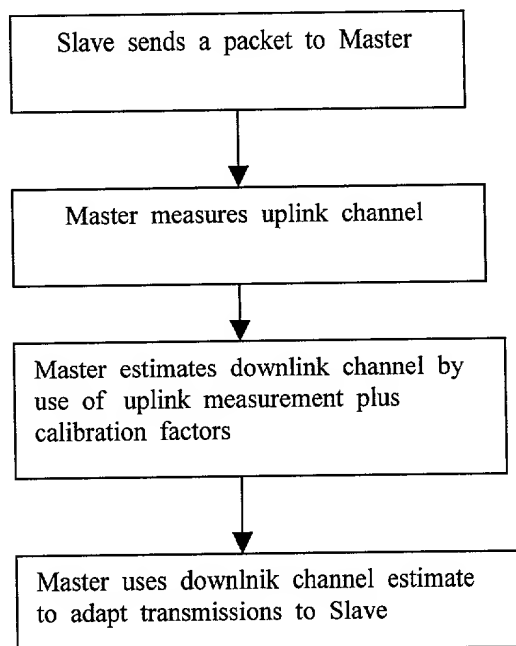 Slave sends a packet to Master
Master measures uplink channel
Master estimates downlink channel by
use of uplink measurement plus
calibration factors
Master uses downlnik channel estimate
to adapt transmissions to Slave